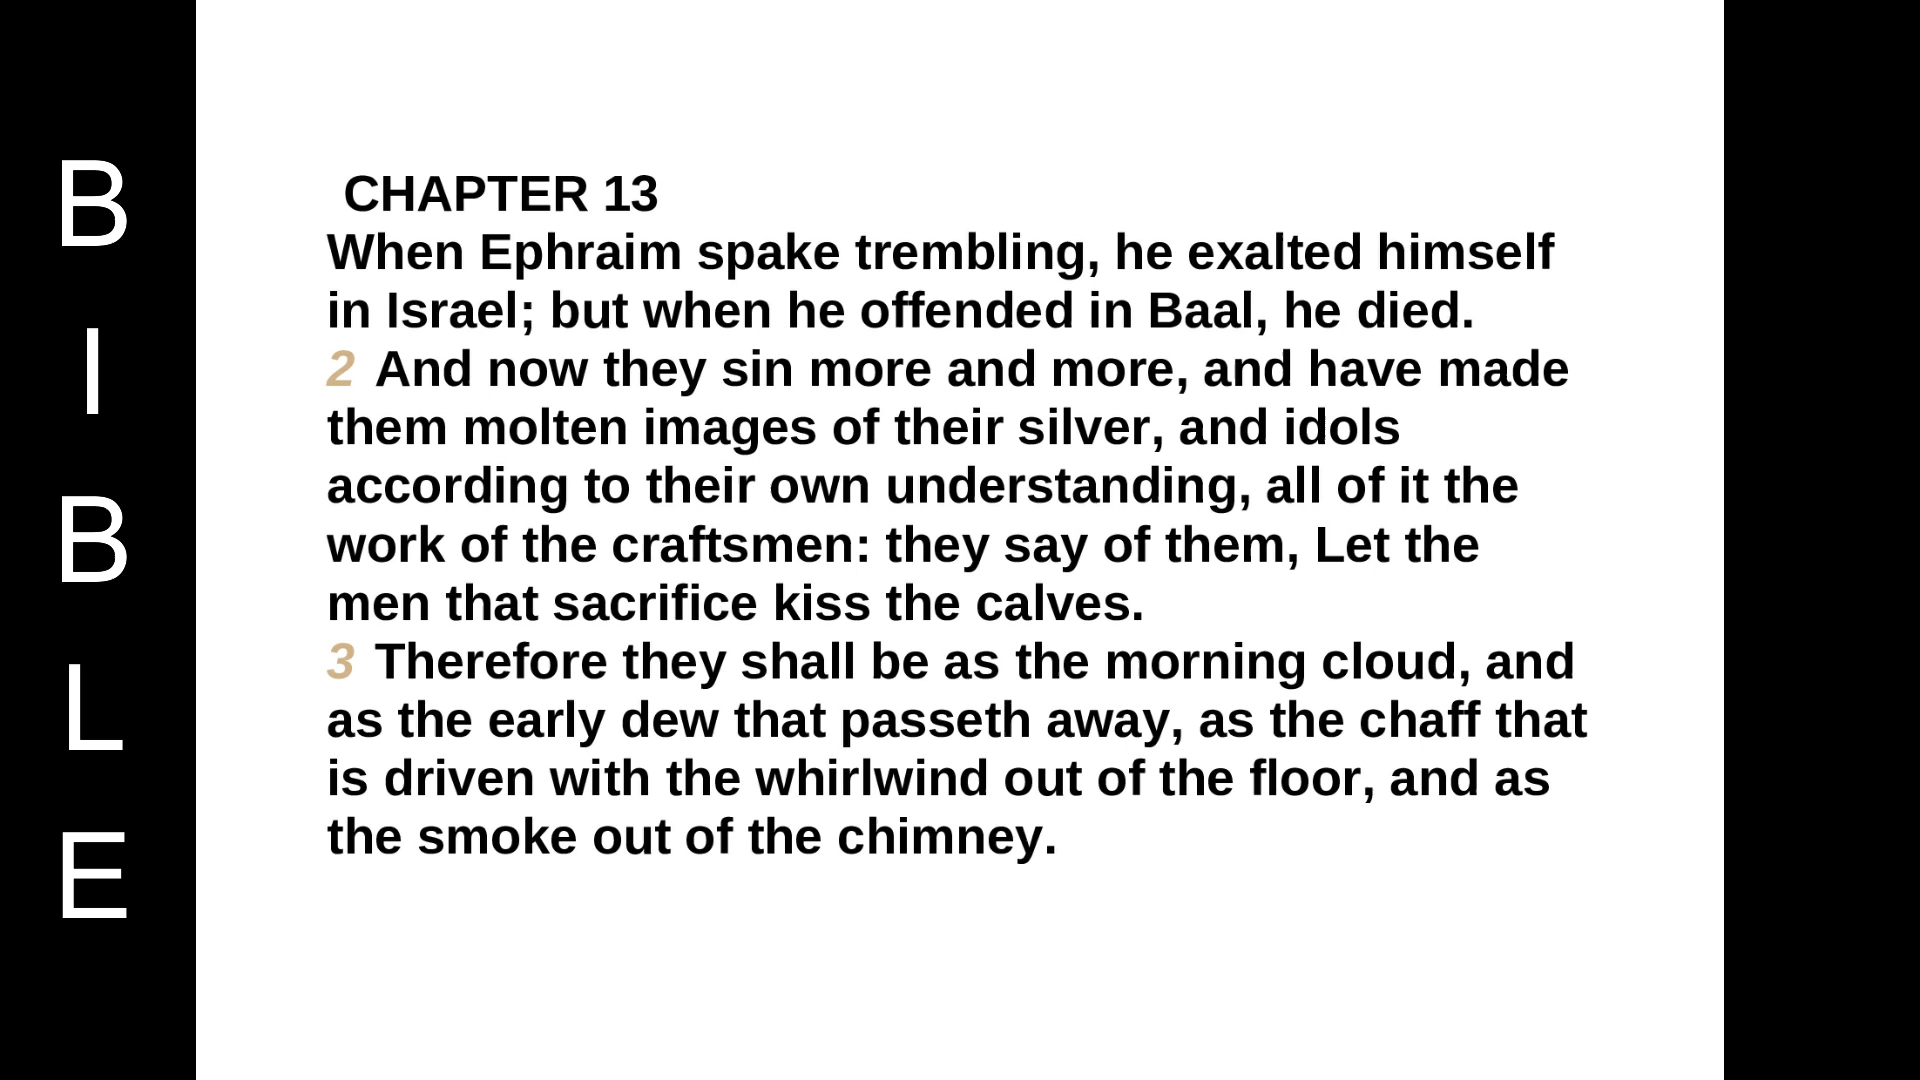 B
I
B
L
E
CHAPTER 13
When Ephraim spake trembling, he exalted himself
in Israel; but when he offended in Baal, he died.
2 And now they sin more and more, and have made
them molten images of their silver, and idols
according to their own understanding, all of it the
work of the craftsmen: they say of them, Let the
men that sacrifice kiss the calves.
3 Therefore they shall be as the morning cloud, and
as the early dew that passeth away, as the chaff that
is driven with the whirlwind out of the floor, and as
the smoke out of the chimney.